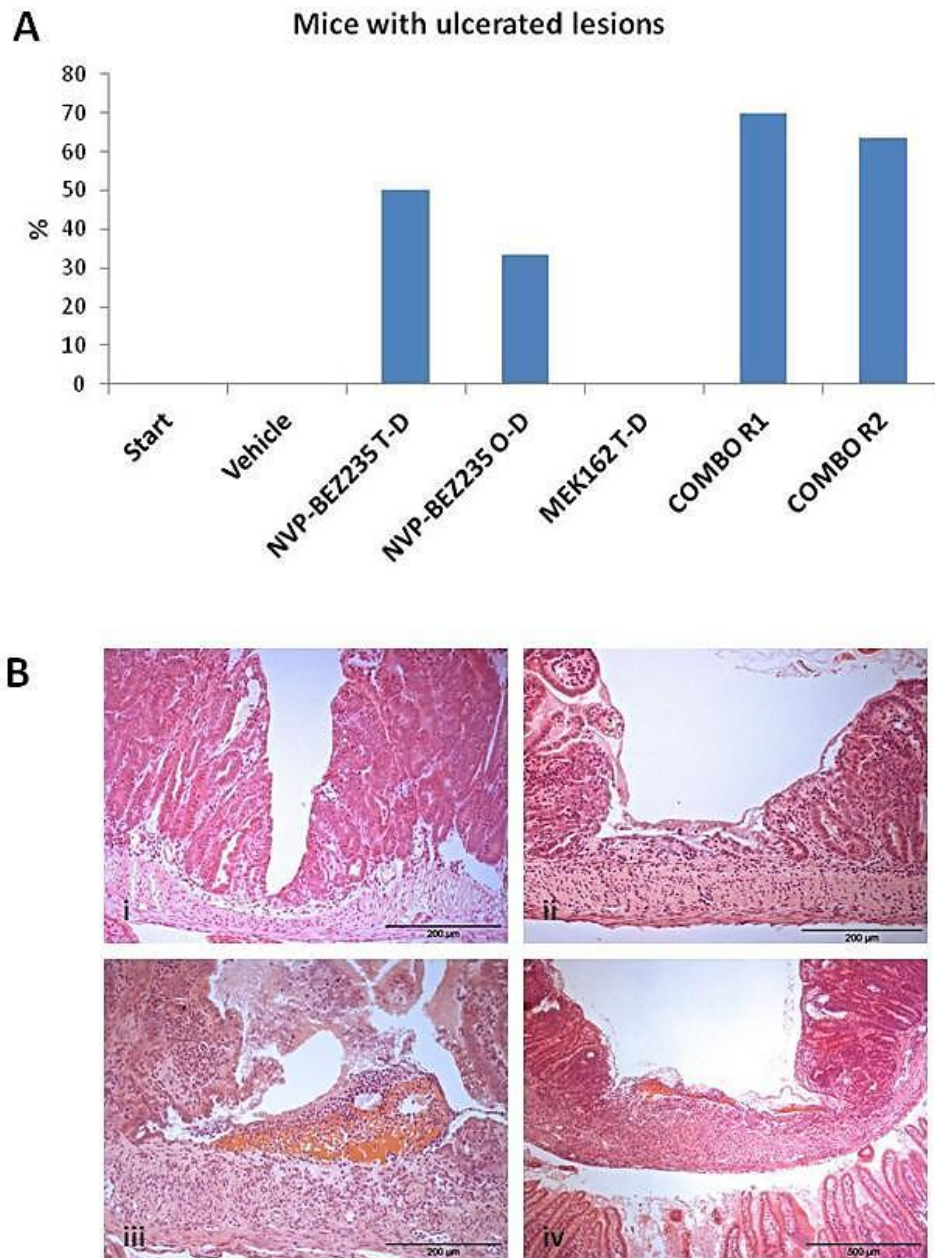 A
Mice with ulcerated lesions
80
70
60
50
40
30
20
10
0
%
Start
Vehicle
NVP-BEZ235 T-D
NVP-BEZ235 O-D
MEK162 T-D
COMBO R1
COMBO R2
B
i
200 µm
ii
200 µm
iii
200 µm
iv
500 µm